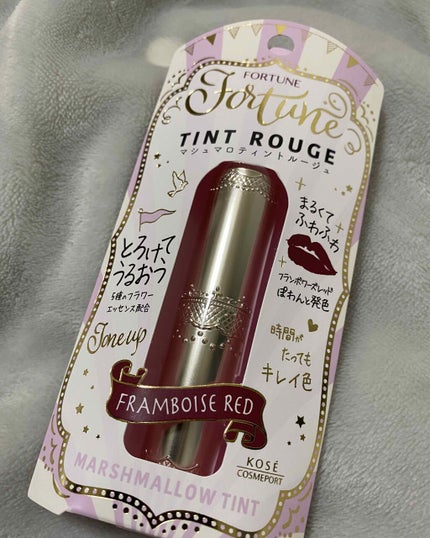 FORTUNE
Fortune
TINT ROUGE
マシュマロティントルージュ
まるくて
ふわふわ
とろけて
うるおう
5種のフラワー
エッセンス配合
フランボワーズレッド
ぽわんと発色
Tone up
時間が
たっても
キレイ色
FRAMBOISE RED
KOSÉ
COSMEPORT
MARSHMALLOW TINT